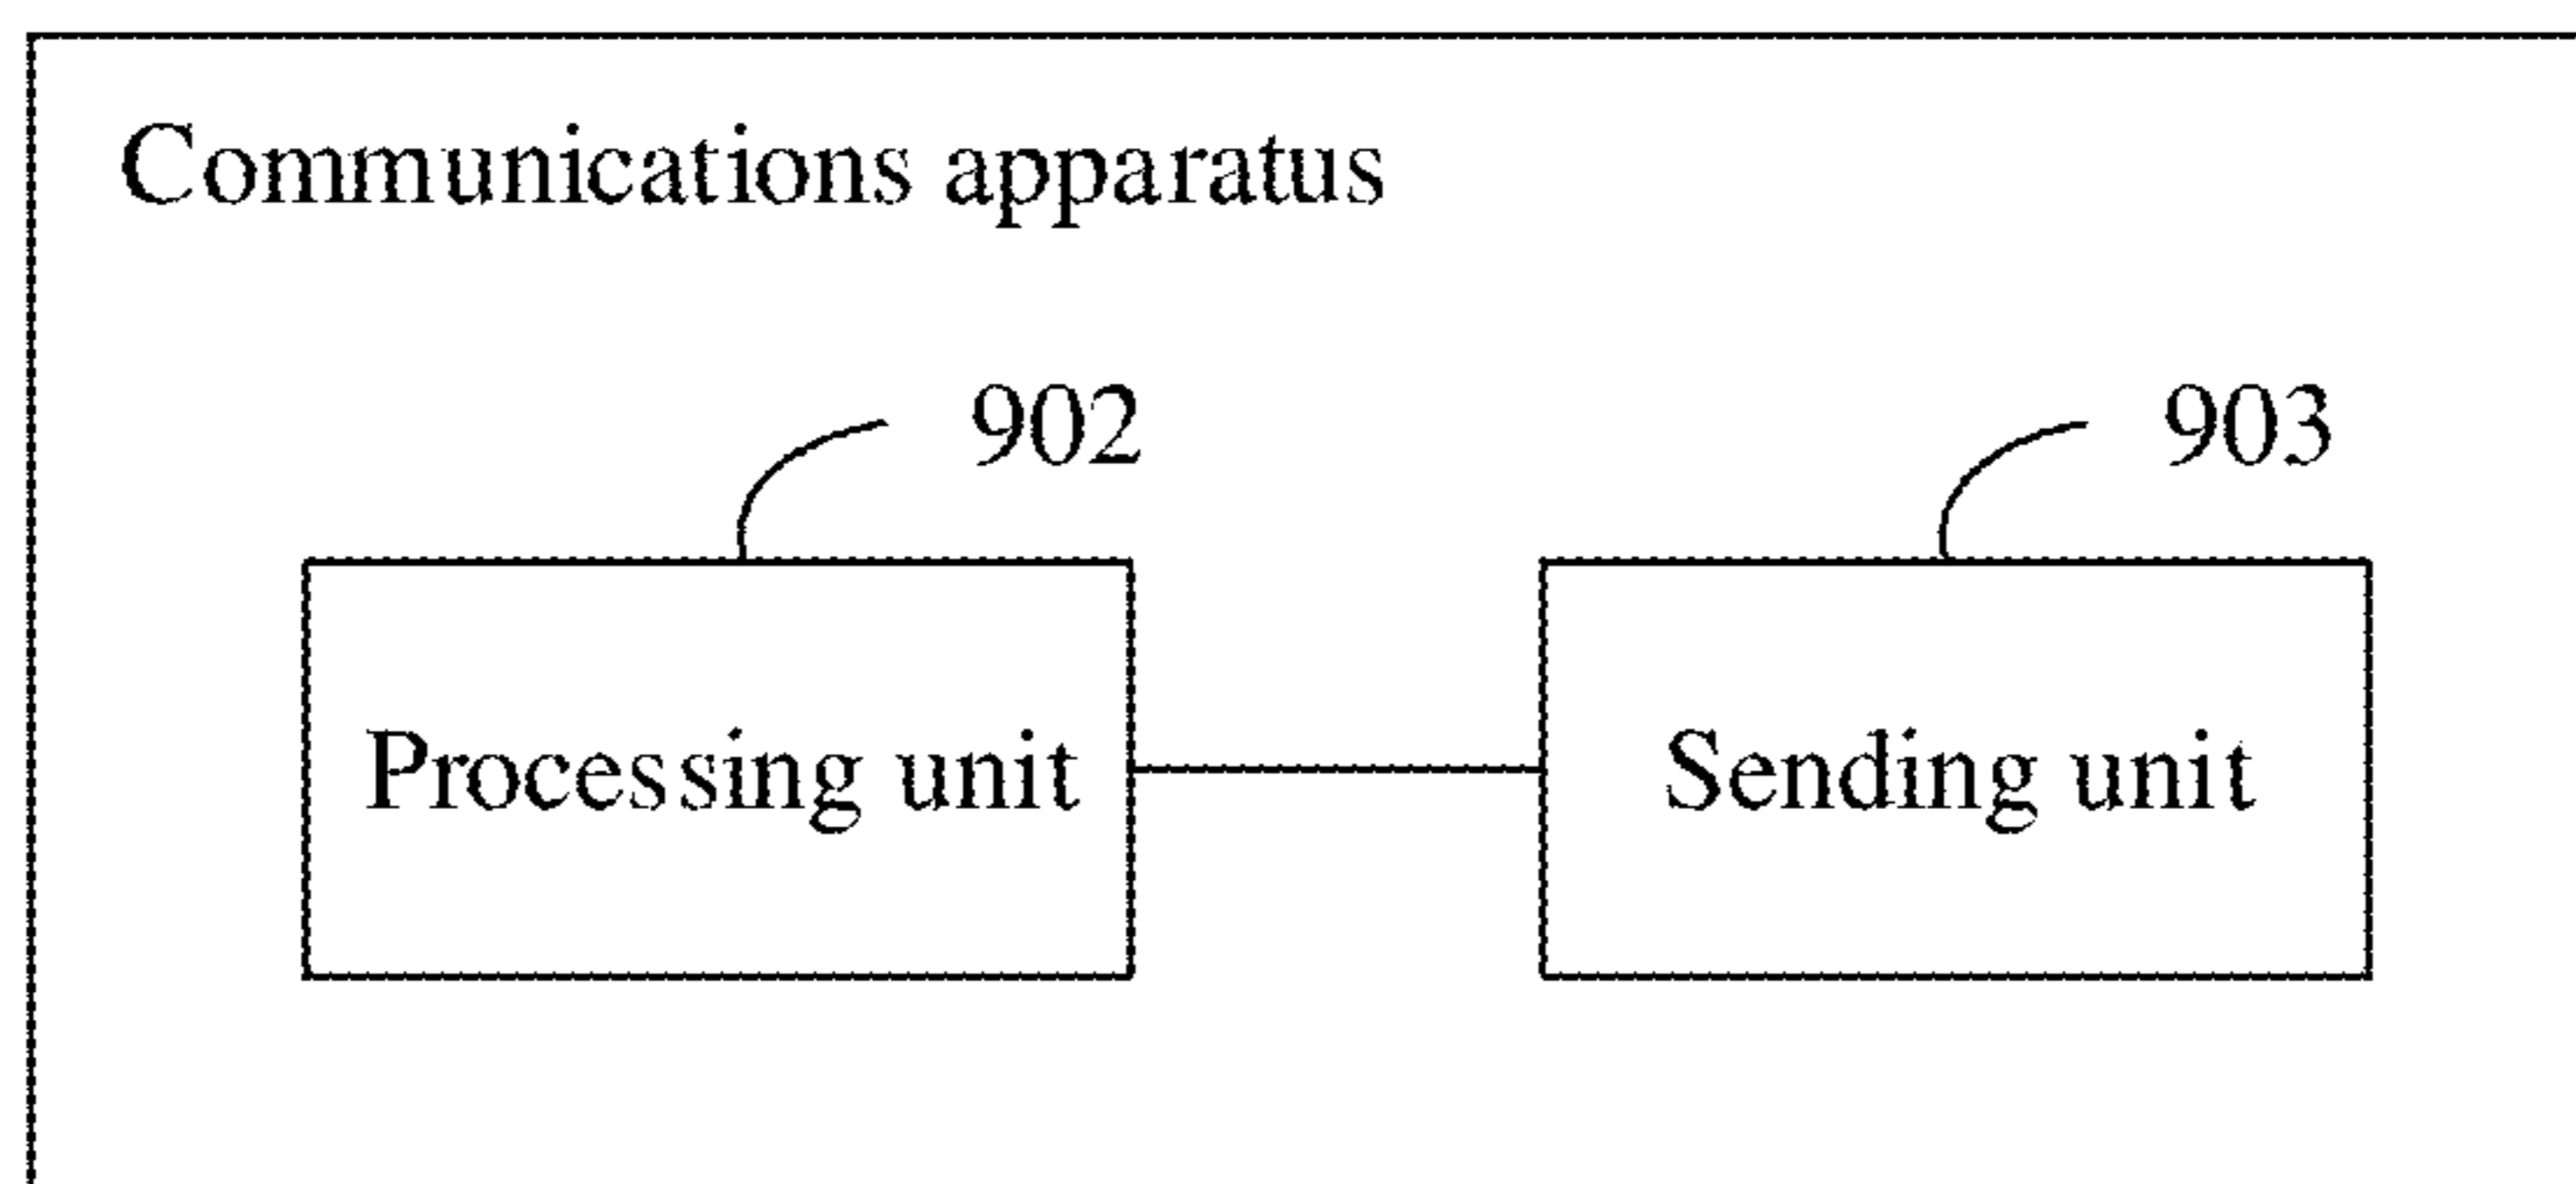 Communications apparatus
902
903
Processing unit
Sending unit